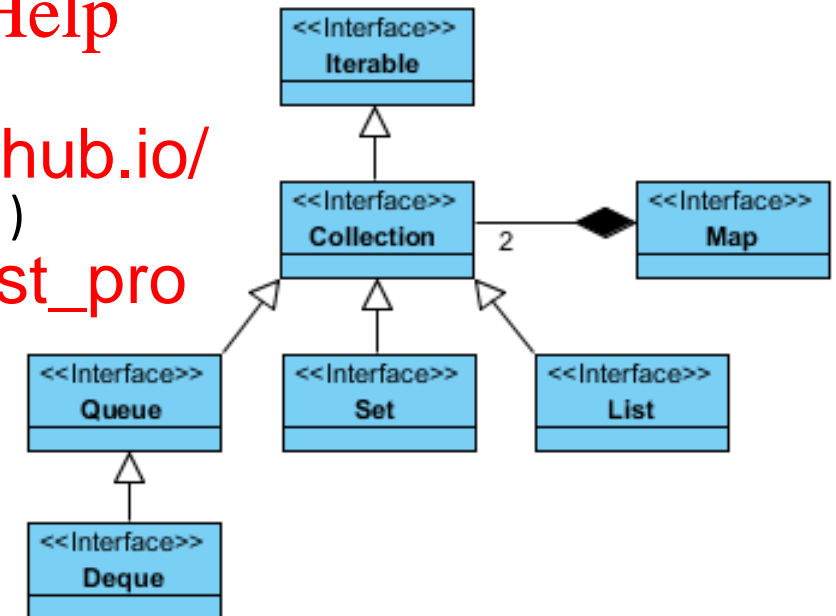 Help
<<Interface>>
Iterable
hub.io/
)
<<Interface>>
Collection
2
<<Interface>>
Map
st_pro
<<Interface>>
Queue
<<Interface>>
Set
<<Interface>>
List
<<Interface>>
Deque